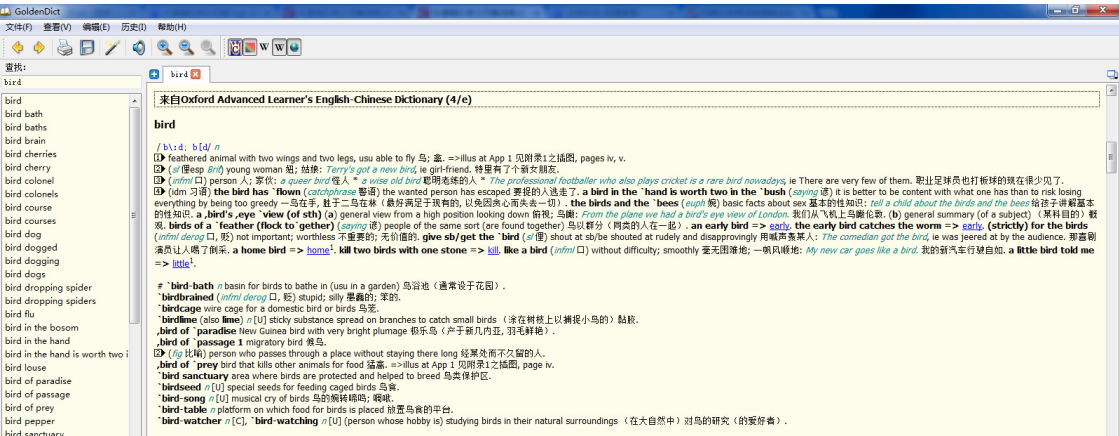 GoldenDict
文件(F) 查看(V) 编辑(E) 历史(I) 帮助(H)
查找:
bird
bird
bird bath
bird baths
bird brain
bird cherries
bird cherry
bird colonel
bird colonels
bird course
bird courses
bird dog
bird dogged
bird dogging
bird dogs
bird dropping spider
bird dropping spiders
bird flu
bird in the bosom
bird in the hand
bird in the hand is worth two i
bird louse
bird of paradise
bird of passage
bird of prey
bird pepper
bird sanctuary
bird
来自Oxford Advanced Learner's English-Chinese Dictionary (4/e)
bird
/ b\:d; b[d/ n
1 feathered animal with two wings and two legs, usu able to fly 鸟; 禽. =>illus at App 1 见附录1之插图, pages iv, v.
2 (sl 俚esp Brit) young woman 妞; 姑娘: Terry's got a new bird, ie girl-friend. 特里有了个新女朋友.
3 (infml 口) person 人; 家伙: a queer bird 怪人 * a wise old bird 聪明老练的人 * The professional footballer who also plays cricket is a rare bird nowadays, ie There are very few of them. 职业足球员也打板球的现在很少见了.
4 (idm 习语) the bird has `flown (catchphrase 警语) the wanted person has escaped 要捉的人逃走了. a bird in the `hand is worth two in the `bush (saying 谚) it is better to be content with what one has than to risk losing
everything by being too greedy 一鸟在手, 胜于二鸟在林（最好满足于现有的, 以免因贪心而失去一切）. the birds and the `bees (euph 婉) basic facts about sex 基本的性知识: tell a child about the birds and the bees 给孩子讲解基本
的性知识. a ,bird's ,eye `view (of sth) (a) general view from a high position looking down 俯视; 鸟瞰: From the plane we had a bird's eye view of London. 我们从飞机上鸟瞰伦敦. (b) general summary (of a subject) （某科目的）概
观. birds of a `feather (flock to`gether) (saying 谚) people of the same sort (are found together) 鸟以群分（同类的人在一起）. an early bird => early. the early bird catches the worm => early. (strictly) for the birds
(infml derog 口, 贬) not important; worthless 不重要的; 无价值的. give sb/get the `bird (sl 俚) shout at sb/be shouted at rudely and disapprovingly 用喊声轰某人: The comedian got the bird, ie was jeered at by the audience. 那喜剧
演员让人喝了倒采. a home bird => home1. kill two birds with one stone => kill. like a bird (infml 口) without difficulty; smoothly 毫无困难地; 一帆风顺地: My new car goes like a bird. 我的新汽车行驶自如. a little bird told me
=> little1.
# `bird-bath n basin for birds to bathe in (usu in a garden) 鸟浴池（通常设于花园）.
`birdbrained (infml derog 口, 贬) stupid; silly 愚蠢的; 笨的.
`birdcage wire cage for a domestic bird or birds 鸟笼.
`birdlime (also lime) n [U] sticky substance spread on branches to catch small birds （涂在树枝上以捕捉小鸟的）黏胶.
,bird of `paradise New Guinea bird with very bright plumage 极乐鸟（产于新几内亚, 羽毛鲜艳）.
,bird of `passage 1 migratory bird 候鸟.
2 (fig 比喻) person who passes through a place without staying there long 经某处而不久留的人.
,bird of `prey bird that kills other animals for food 猛禽. =>illus at App 1 见附录1之插图, page iv.
`bird sanctuary area where birds are protected and helped to breed 鸟类保护区.
`birdseed n [U] special seeds for feeding caged birds 鸟食.
`bird-song n [U] musical cry of birds 鸟的婉转啼鸣; 啁啾.
`bird-table n platform on which food for birds is placed 放置鸟食的平台.
`bird-watcher n [C], `bird-watching n [U] (person whose hobby is) studying birds in their natural surroundings （在大自然中）对鸟的研究（的爱好者）.